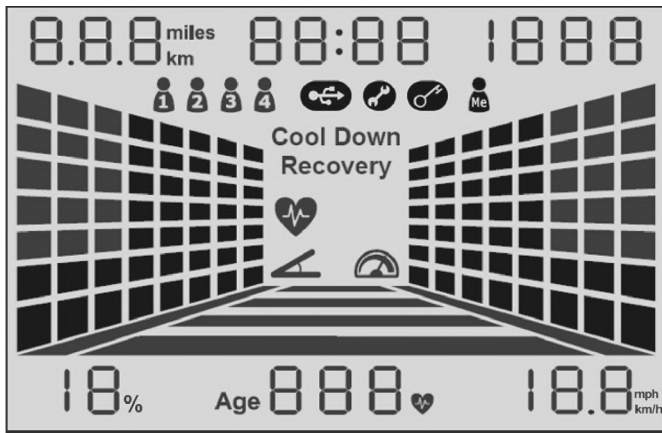 8.8.8 miles km 88:88 1888
1 2 3 4 Me
Cool Down
Recovery
18% Age 888 18.8 mph km/h